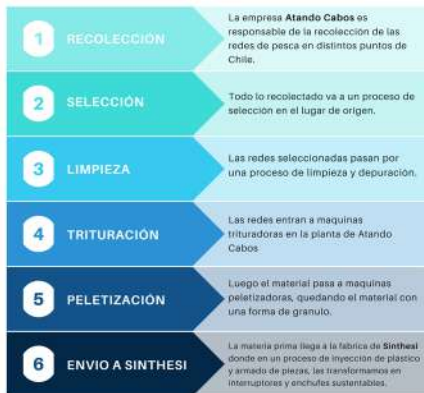 1
RECOLECCIÓN
La empresa Atando Cabos es
responsable de la recolección de las
redes de pesca en distintos puntos de
Chile.
2
SELECCIÓN
Todo lo recolectado va a un proceso de
selección en el lugar de origen.
3
LIMPIEZA
Las redes seleccionadas pasan por
una proceso de limpieza y depuración.
4
TRITURACIÓN
Las redes entran a maquinas
trituradoras en la planta de Atando
Cabos
5
PELETIZACIÓN
Luego el material pasa a maquinas
peletizadoras, quedando el material con
una forma de granulo.
6
ENVIO A SINTHESI
La materia prima llega a la fabrica de Sinthesi
donde en un proceso de inyección de plástico
y armado de piezas, las transformamos en
interruptores y enchufes sustentables.